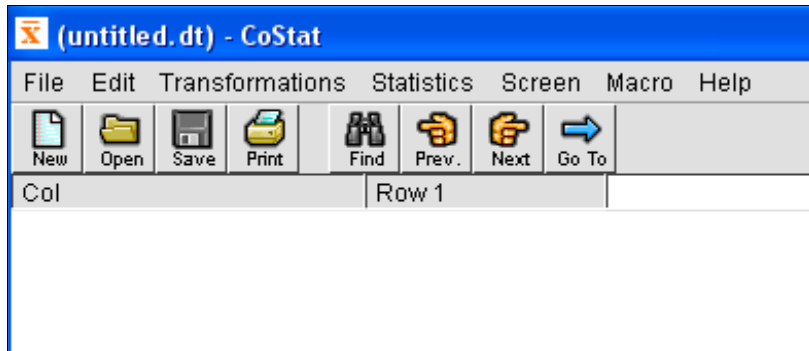 x (untitled.dt) - CoStat
File Edit Transformations Statistics Screen Macro Help
New Open Save Print Find Prev. Next Go To
Col Row 1